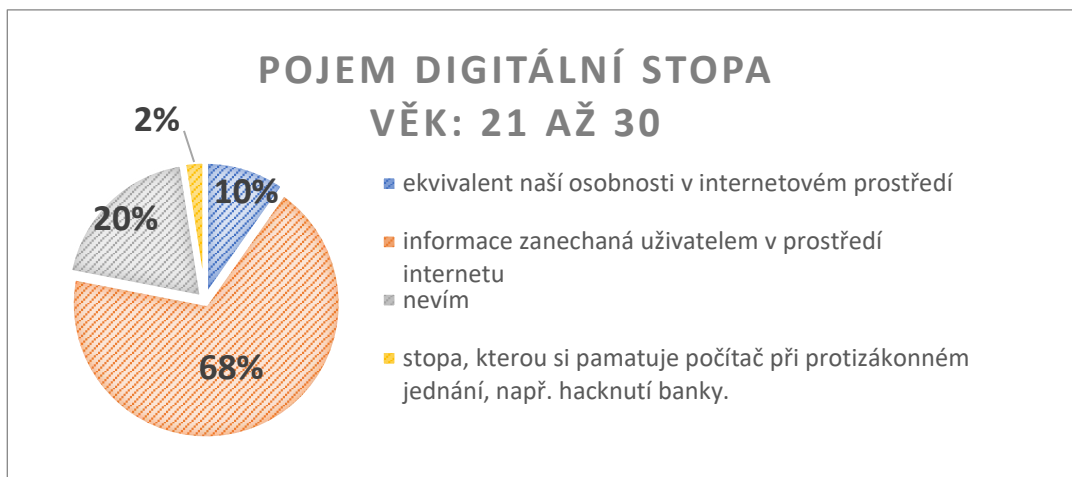 POJEM DIGITÁLNÍ STOPA
VĚK: 21 AŽ 30
2%
10%
20%
68%
ekvivalent naší osobnosti v internetovém prostředí
informace zanechaná uživatelem v prostředí
internetu
nevím
stopa, kterou si pamatuje počítač při protizákonném
jednání, např. hacknutí banky.